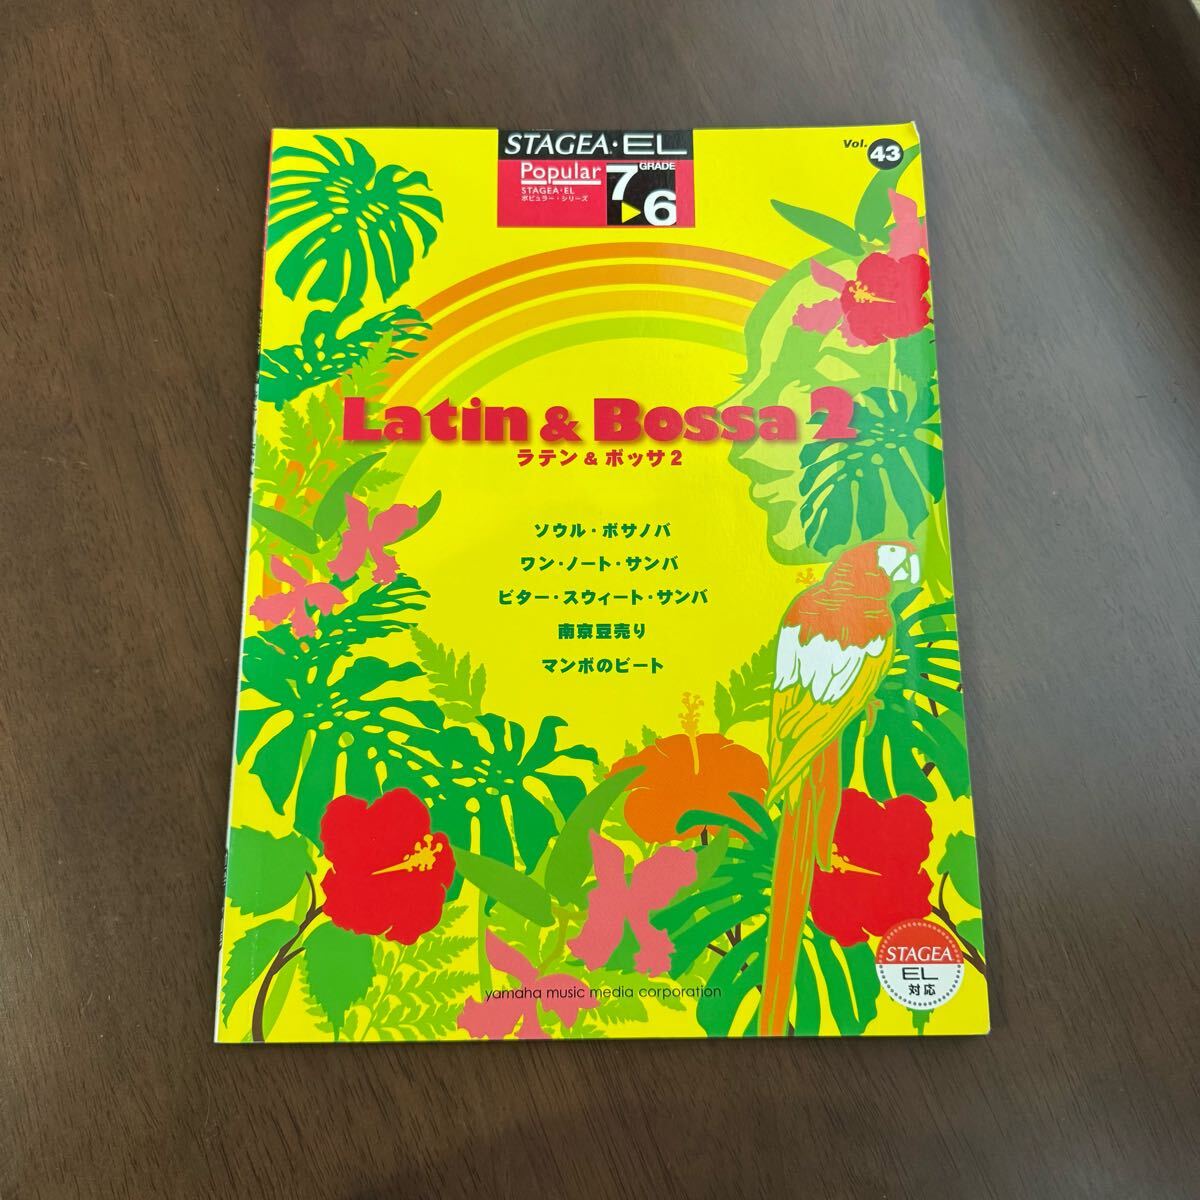 STAGEA・EL
Popular
STAGEA・EL
ポピュラー・シリーズ
GRADE
7▶6
Vol. 43
Latin & Bossa 2
ラテン & ボッサ 2
ソウル・ボサノバ
ワン・ノート・サンバ
ビター・スウィート・サンバ
南京豆売り
マンボのビート
STAGEA
EL
対応
yamaha music media corporation